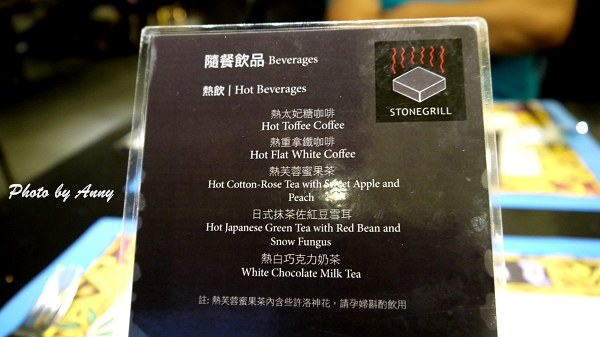 隨餐飲品 Beverages
STONEGRILL
熱飲 | Hot Beverages
熱太妃糖咖啡
Hot Toffee Coffee
熱重拿鐵咖啡
Hot Flat White Coffee
熱芙蓉蜜果茶
Hot Cotton-Rose Tea with Sweet Apple and
Peach
日式抹茶佐紅豆雪耳
Hot Japanese Green Tea with Red Bean and
Snow Fungus
熱白巧克力奶茶
White Chocolate Milk Tea
註: 熱芙蓉蜜果茶內含些許洛神花，請孕婦斟酌飲用
Photo by Anny